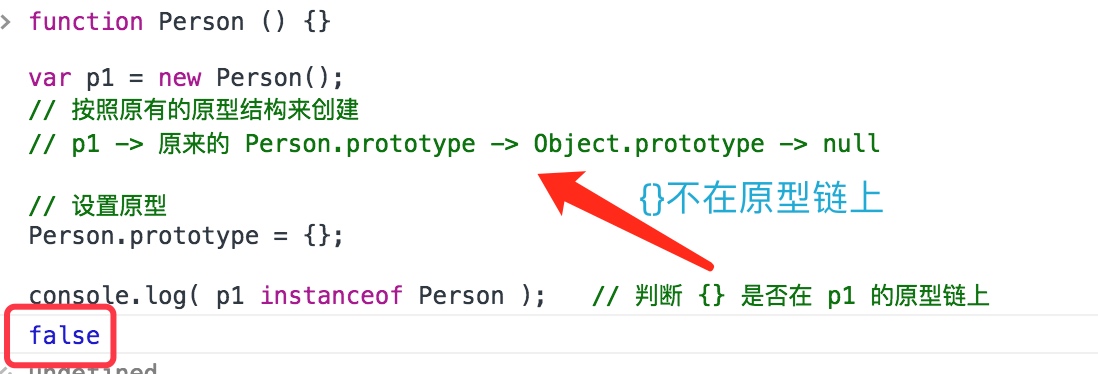 function Person () {}
var p1 = new Person();
// 按照原有的原型结构来创建
// p1 -> 原来的 Person.prototype -> Object.prototype -> null
{}不在原型链上
// 设置原型
Person.prototype = {};
console.log( p1 instanceof Person ); // 判断 {} 是否在 p1 的原型链上
false
undefined